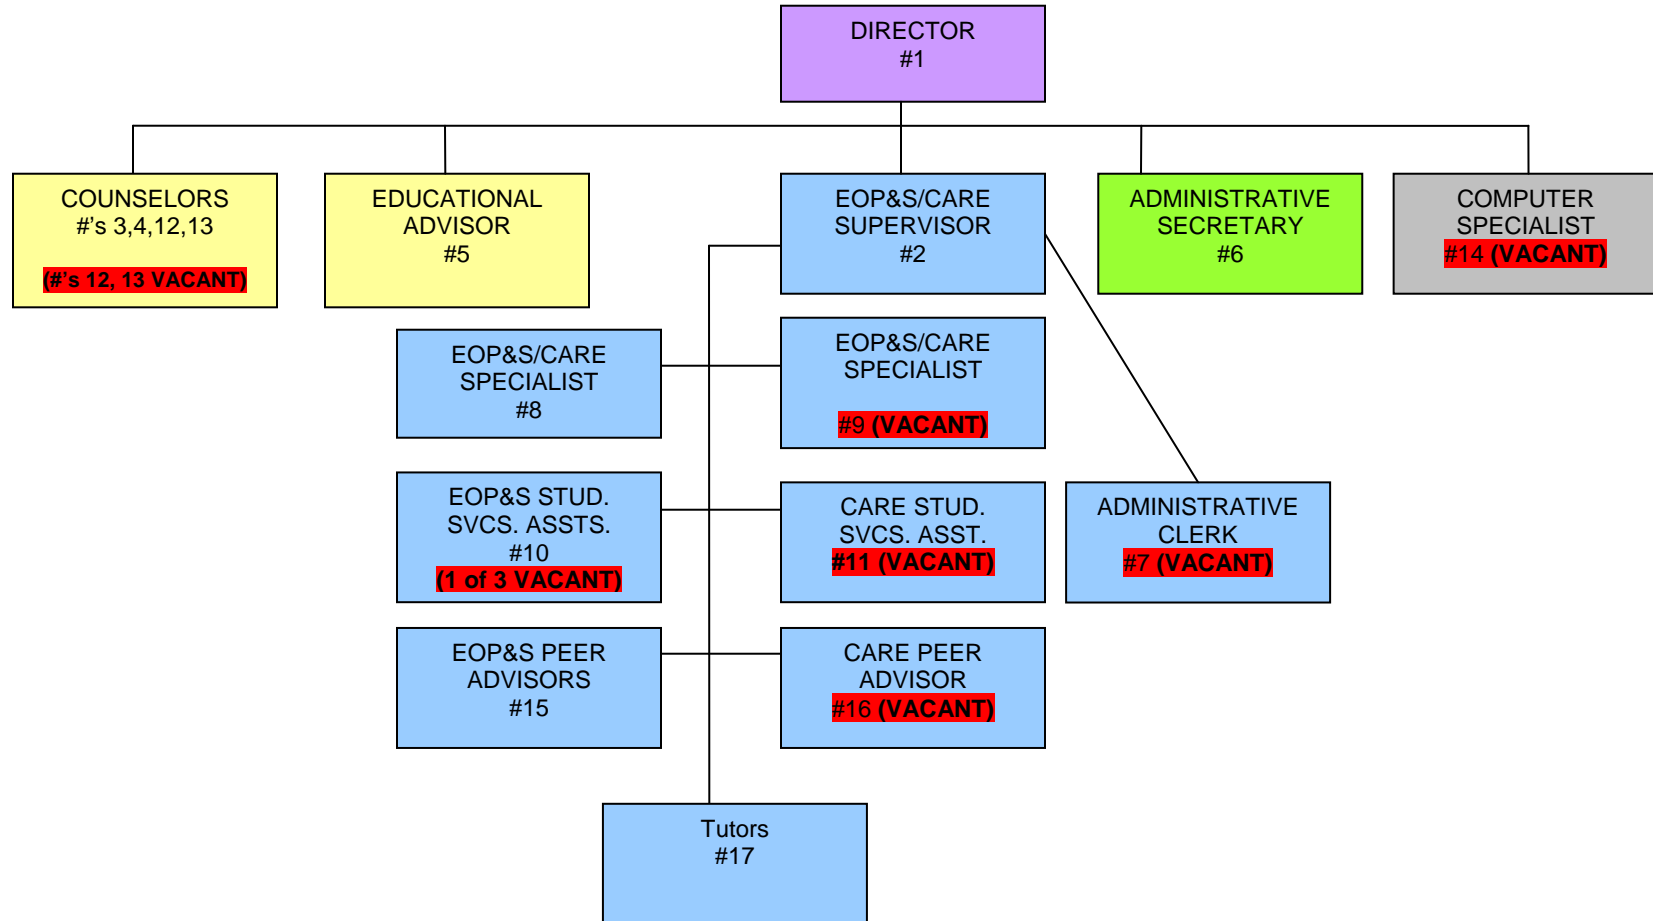 DIRECTOR
#1
COUNSELORS
#'s 3,4,12,13
(#'s 12, 13 VACANT)
EDUCATIONAL
ADVISOR
#5
EOP&S/CARE
SUPERVISOR
#2
ADMINISTRATIVE
SECRETARY
#6
COMPUTER
SPECIALIST
#14 (VACANT)
EOP&S/CARE
SPECIALIST
#8
EOP&S/CARE
SPECIALIST
#9 (VACANT)
EOP&S STUD.
SVCS. ASSTS.
#10
(1 of 3 VACANT)
CARE STUD.
SVCS. ASST.
#11 (VACANT)
ADMINISTRATIVE
CLERK
#7 (VACANT)
EOP&S PEER
ADVISORS
#15
CARE PEER
ADVISOR
#16 (VACANT)
Tutors
#17